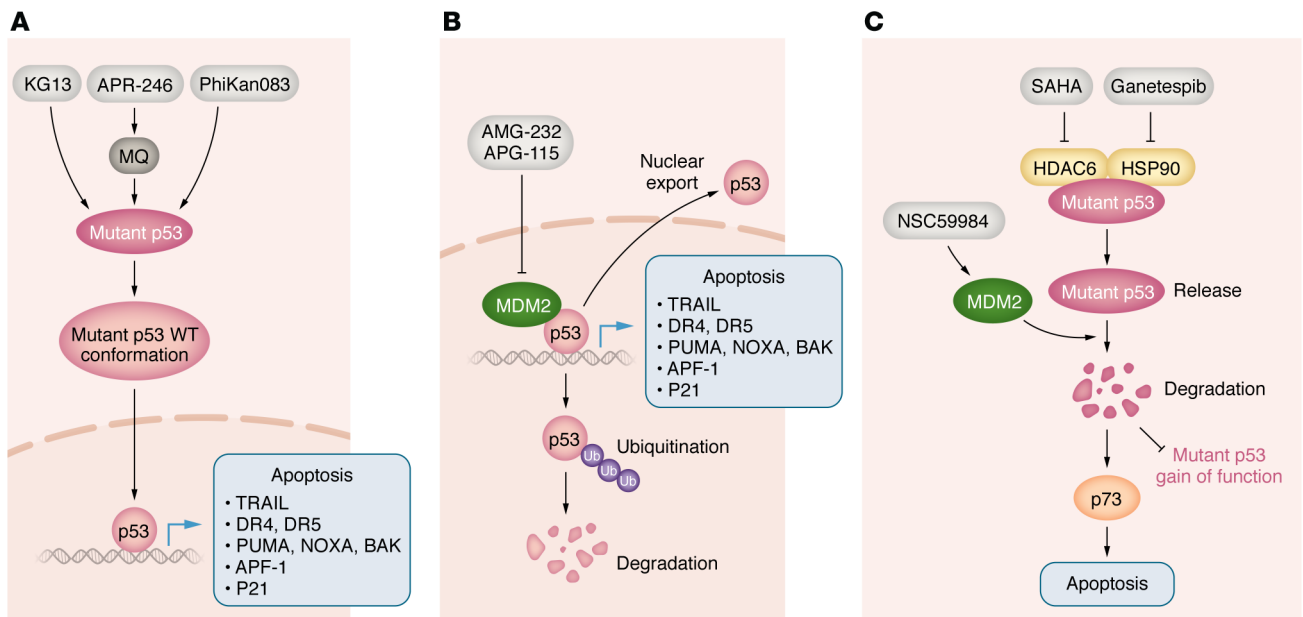 A
KG13
APR-246
PhiKan083
MQ
Mutant p53
Mutant p53 WT
conformation
p53
Apoptosis
• TRAIL
• DR4, DR5
• PUMA, NOXA, BAK
• APF-1
• P21
B
AMG-232
APG-115
Nuclear
export
p53
MDM2
p53
Apoptosis
• TRAIL
• DR4, DR5
• PUMA, NOXA, BAK
• APF-1
• P21
p53
Ub
Ub
Ub
Ubiquitination
Degradation
C
SAHA
Ganetespib
HDAC6
HSP90
Mutant p53
NSC59984
MDM2
Mutant p53
Release
Degradation
Mutant p53
gain of function
p73
Apoptosis